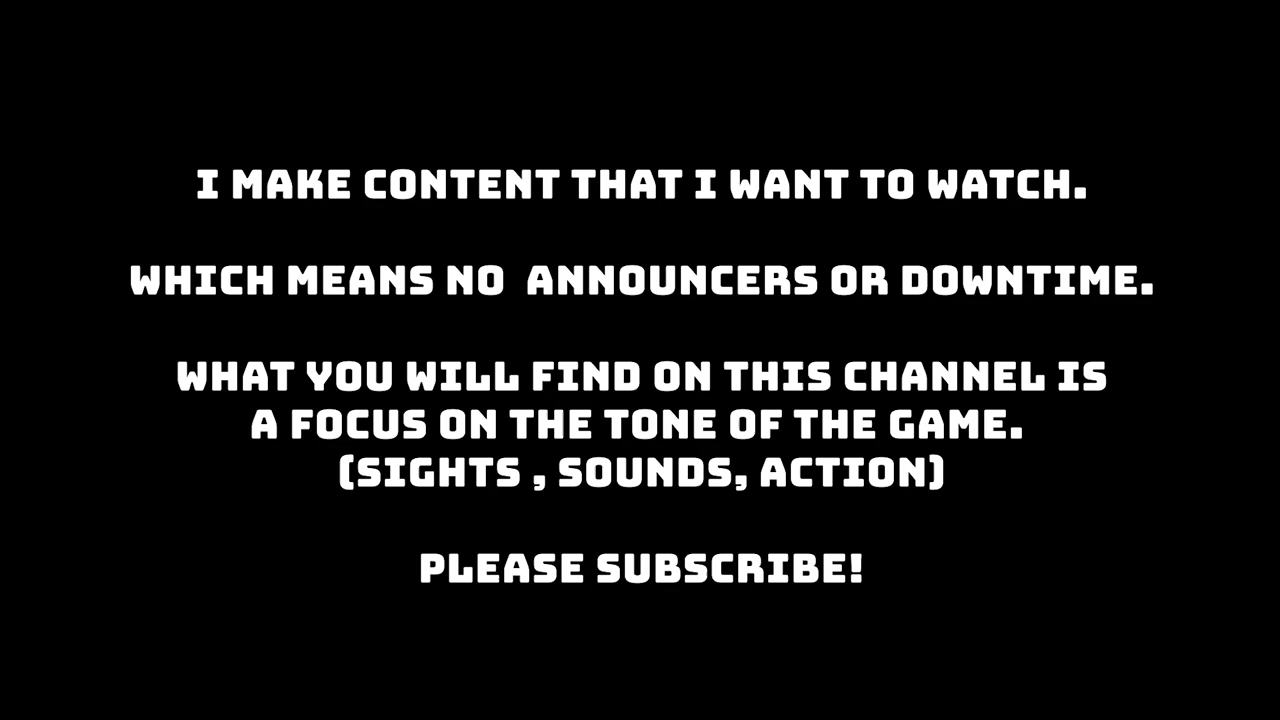 I MAKE CONTENT THAT I WANT TO WATCH.
WHICH MEANS NO  ANNOUNCERS OR DOWNTIME.
WHAT YOU WILL FIND ON THIS CHANNEL IS
A FOCUS ON THE TONE OF THE GAME.
(SIGHTS , SOUNDS, ACTION)
PLEASE SUBSCRIBE!